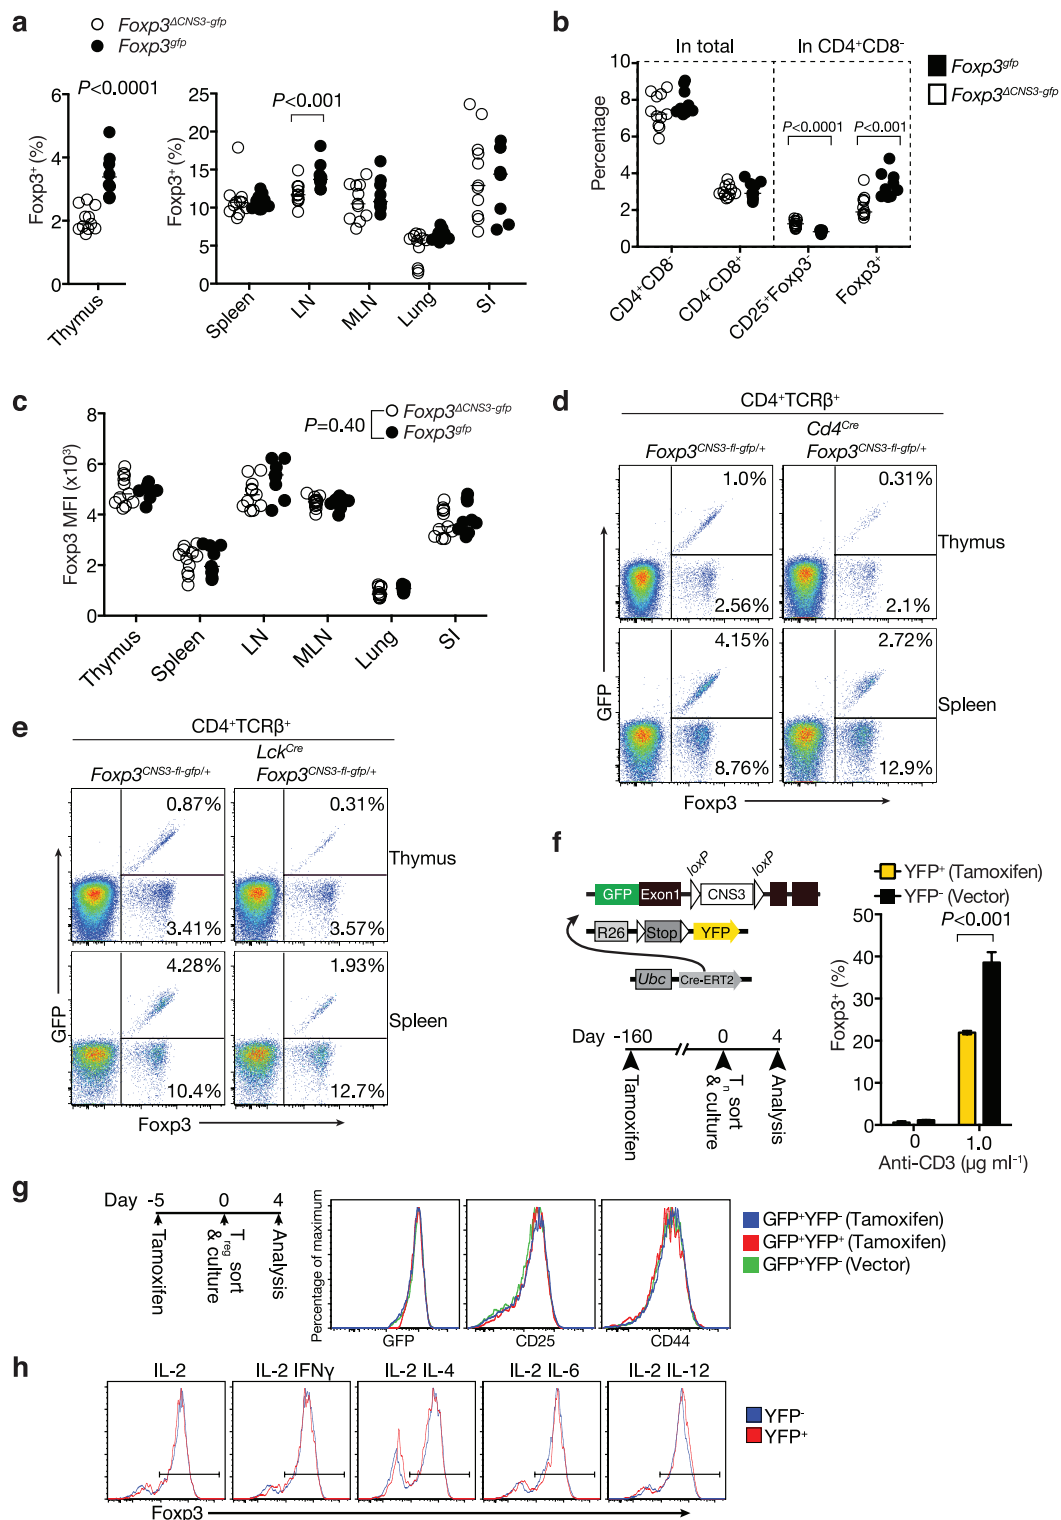 a
Foxp3ΔCNS3-gfp
Foxp3gfp
P<0.0001
Foxp3+ (%)
6
4
2
0
Thymus
P<0.001
Foxp3+ (%)
25
20
15
10
5
0
Spleen
LN
MLN
Lung
SI
b
In total
In CD4+CD8-
Foxp3gfp
Foxp3ΔCNS3-gfp
P<0.0001
P<0.001
Percentage
10
8
6
4
2
0
CD4+CD8-
CD4-CD8+
CD25+Foxp3-
Foxp3+
c
Foxp3ΔCNS3-gfp
P=0.40
Foxp3gfp
Foxp3 MFI (x10³)
8
6
4
2
0
Thymus
Spleen
LN
MLN
Lung
SI
d
CD4+TCRβ+
Cd4Cre
Foxp3CNS3-fl-gfp/+
Foxp3CNS3-fl-gfp/+
1.0%
0.31%
Thymus
2.56%
2.1%
4.15%
2.72%
Spleen
8.76%
12.9%
GFP
Foxp3
e
CD4+TCRβ+
LckCre
Foxp3CNS3-fl-gfp/+
Foxp3CNS3-fl-gfp/+
0.87%
0.31%
Thymus
3.41%
3.57%
4.28%
1.93%
Spleen
10.4%
12.7%
GFP
Foxp3
f
loxP
loxP
GFP
Exon1
CNS3
R26
Stop
YFP
Ubc
Cre-ERT2
Day -160 0 4
Tamoxifen
Tn sort & culture
Analysis
YFP+ (Tamoxifen)
YFP- (Vector)
P<0.001
Foxp3+ (%)
50
40
30
20
10
0
0 1.0
Anti-CD3 (µg ml⁻¹)
g
Day -5 0 4
Tamoxifen
Treg sort & culture
Analysis
Percentage of maximum
GFP
CD25
CD44
GFP+YFP- (Tamoxifen)
GFP+YFP+ (Tamoxifen)
GFP+YFP- (Vector)
h
IL-2
IL-2 IFNγ
IL-2 IL-4
IL-2 IL-6
IL-2 IL-12
YFP-
YFP+
Foxp3